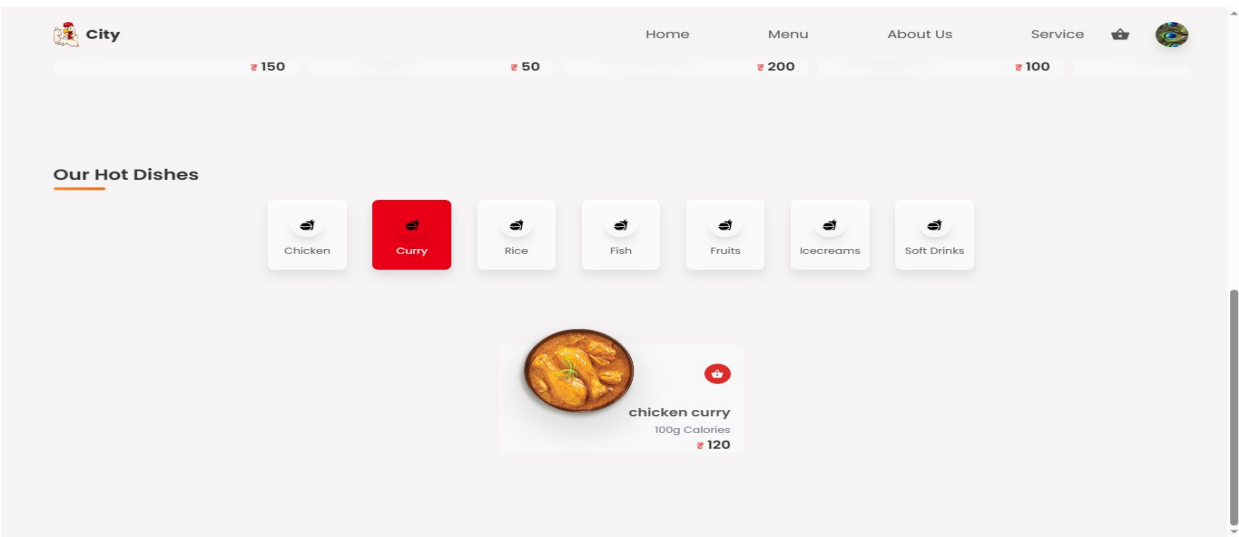 City Home Menu About Us Service
₹ 150 ₹ 50 ₹ 200 ₹ 100
Our Hot Dishes
Chicken Curry Rice Fish Fruits Icecreams Soft Drinks
chicken curry
100g Calories
₹ 120